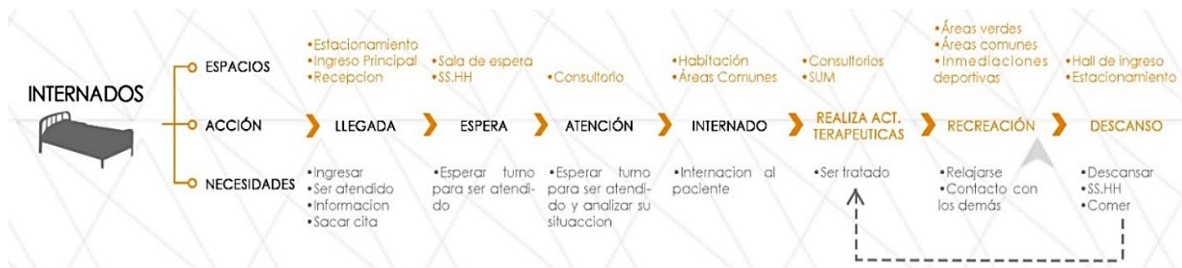 INTERNADOS
ESPACIOS
•Estacionamiento
•Ingreso Principal
•Recepcion
•Sala de espera
•SS.HH
•Consultorio
•Habitación
•Áreas Comunes
•Consultorios
•SUM
•Áreas verdes
•Áreas comunes
•Inmediaciones
deportivas
•Hall de ingreso
•Estacionamiento
ACCIÓN
LLEGADA
ESPERA
ATENCIÓN
INTERNADO
REALIZA ACT.
TERAPEUTICAS
RECREACIÓN
DESCANSO
NECESIDADES
•Ingresar
•Ser atendido
•Informacion
•Sacar cita
•Esperar turno
para ser atendi-
do
•Esperar turno
para ser atendi-
do y analizar su
situaccion
•Internacion al
paciente
•Ser tratado
•Relajarse
•Contacto con
los demás
•Descansar
•SS.HH
•Comer